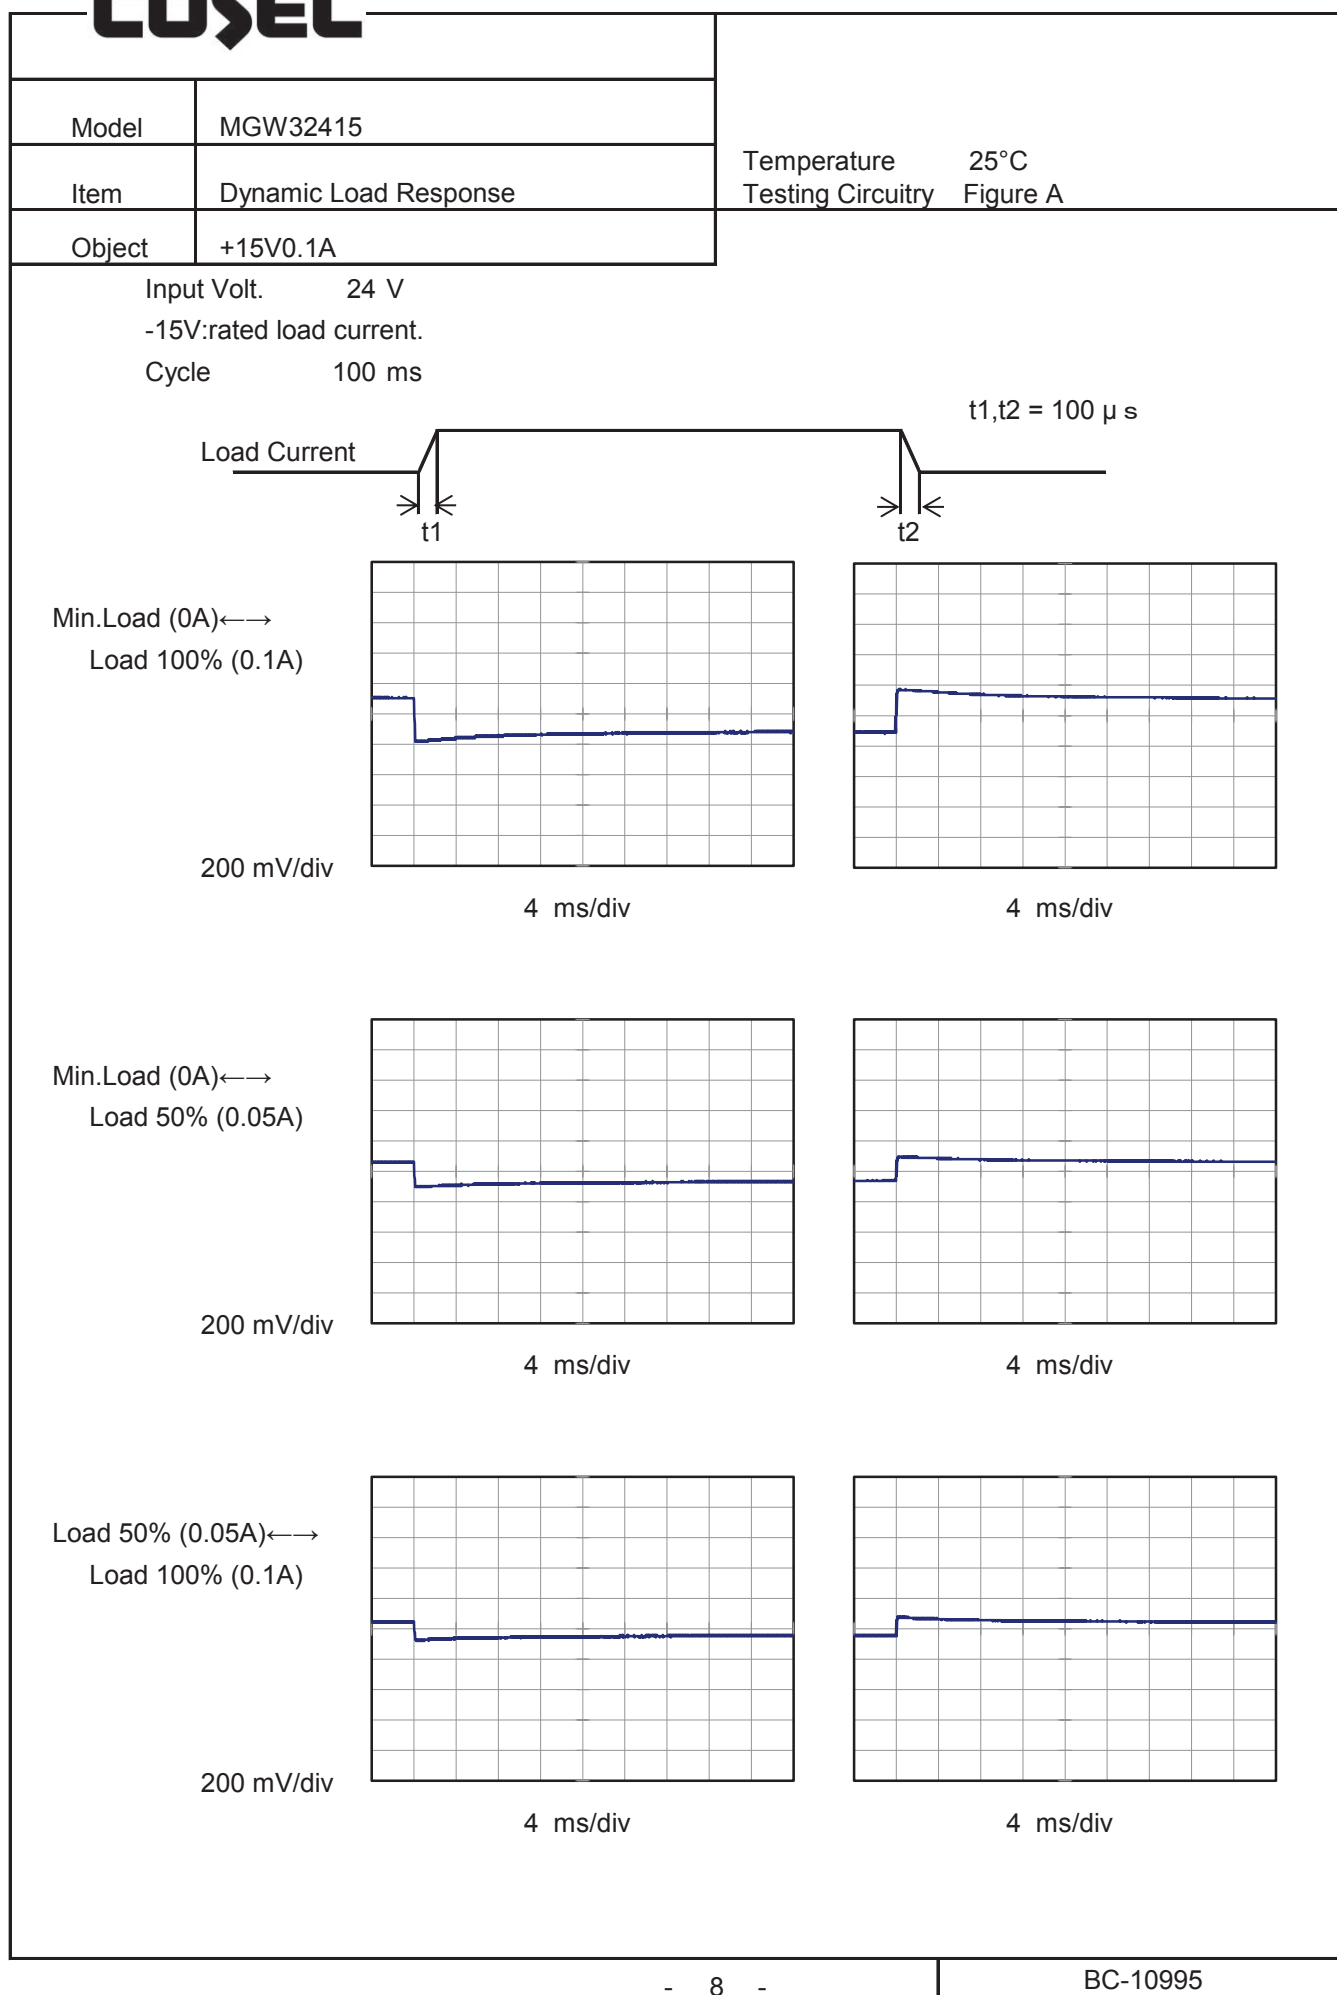 COSEL
Model MGW32415
Item Dynamic Load Response
Object +15V0.1A
Temperature 25°C
Testing Circuitry Figure A
Input Volt. 24 V
-15V:rated load current.
Cycle 100 ms
t1,t2 = 100 μ s
Load Current
t1 t2
Min.Load (0A)←→
Load 100% (0.1A)
200 mV/div
4 ms/div 4 ms/div
Min.Load (0A)←→
Load 50% (0.05A)
200 mV/div
4 ms/div 4 ms/div
Load 50% (0.05A)←→
Load 100% (0.1A)
200 mV/div
4 ms/div 4 ms/div
- 8 -
BC-10995